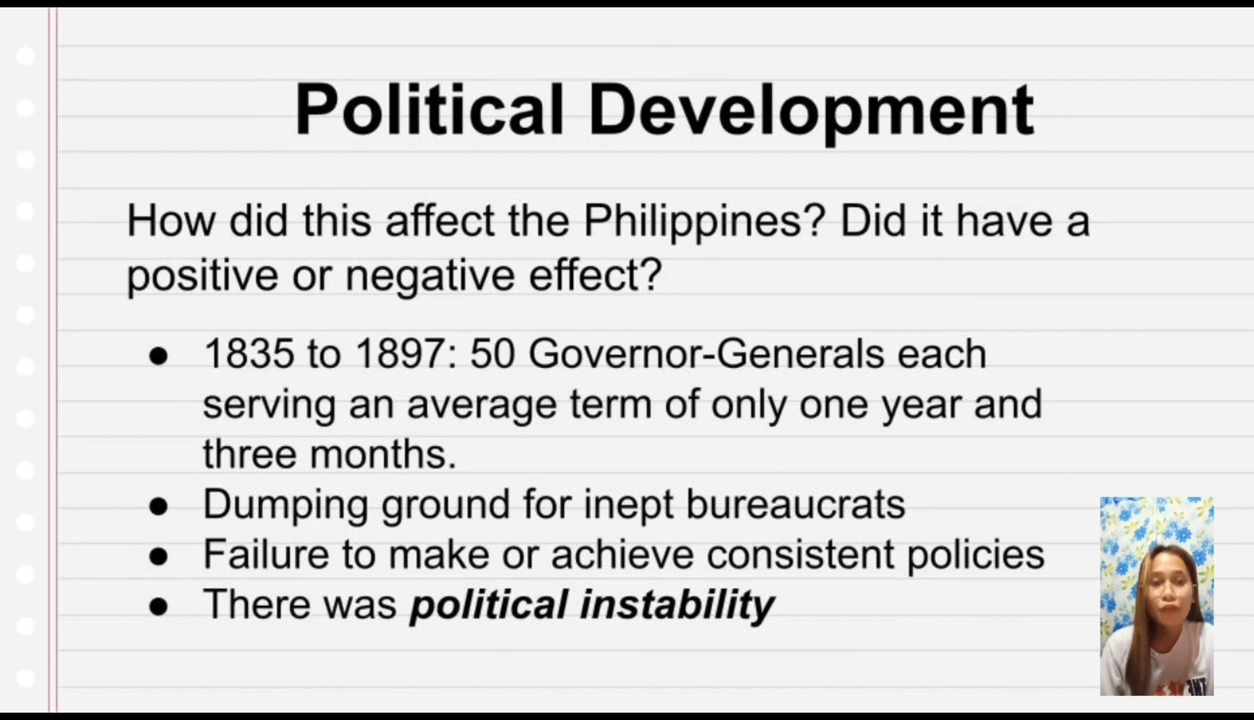 Political Development
How did this affect the Philippines? Did it have a
positive or negative effect?
● 1835 to 1897: 50 Governor-Generals each
serving an average term of only one year and
three months.
● Dumping ground for inept bureaucrats
● Failure to make or achieve consistent policies
● There was political instability